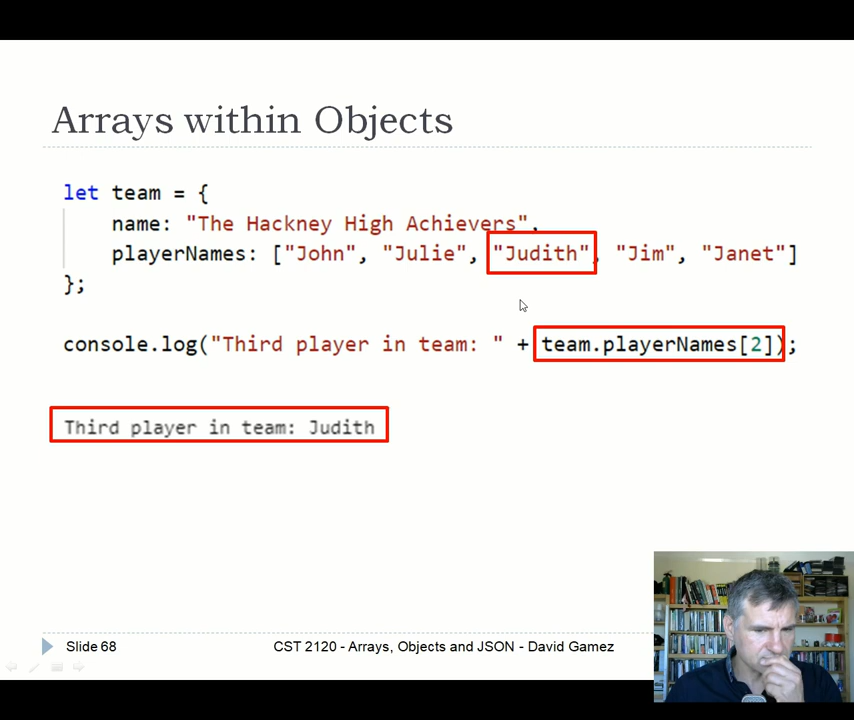 Arrays within Objects
let team = {
name: "The Hackney High Achievers",
playerNames: ["John", "Julie", "Judith", "Jim", "Janet"]
};
console.log("Third player in team: " + team.playerNames[2]);
Third player in team: Judith
Slide 68
CST 2120 - Arrays, Objects and JSON - David Gamez